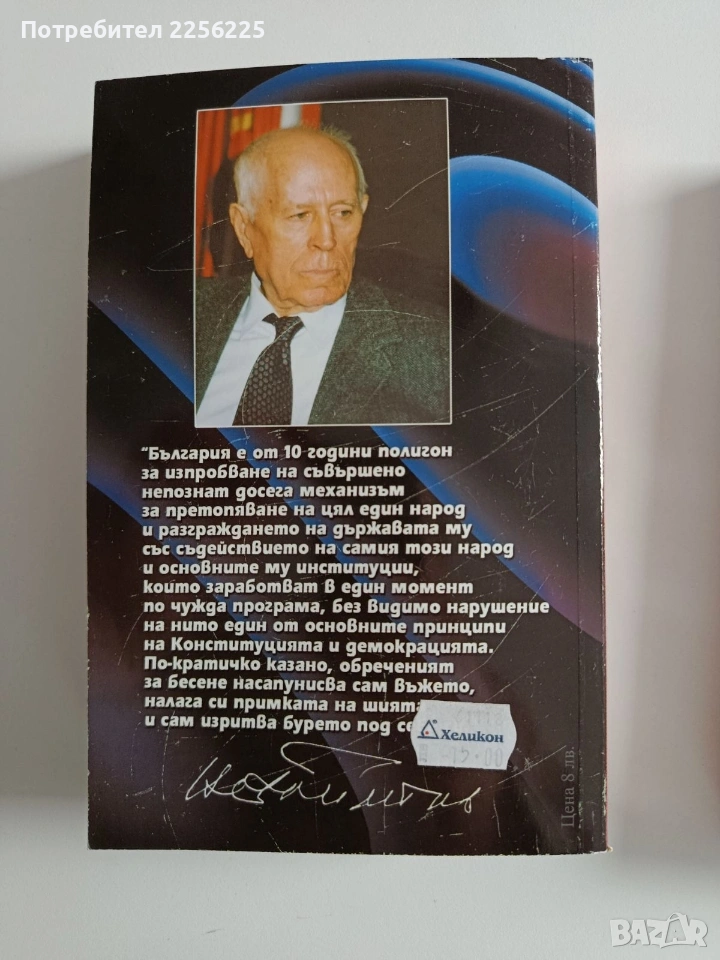 Потребител 2256225
"България е от 10 години полигон
за изпробване на съвършено
непознат досега механизъм
за претопяване на цял един народ
и разграждането на държавата му
със съдействието на самия този народ
и основните му институции,
които заработват в един момент
по чужда програма, без видимо нарушение
на нито един от основните принципи
на Конституцията и демокрацията.
По-кратичко казано, обреченият
за бесене насапунисва сам въжето,
налага си примката на шията
и сам изритва бурето под се
Хеликон
Цена 8 лв.
BAZAR